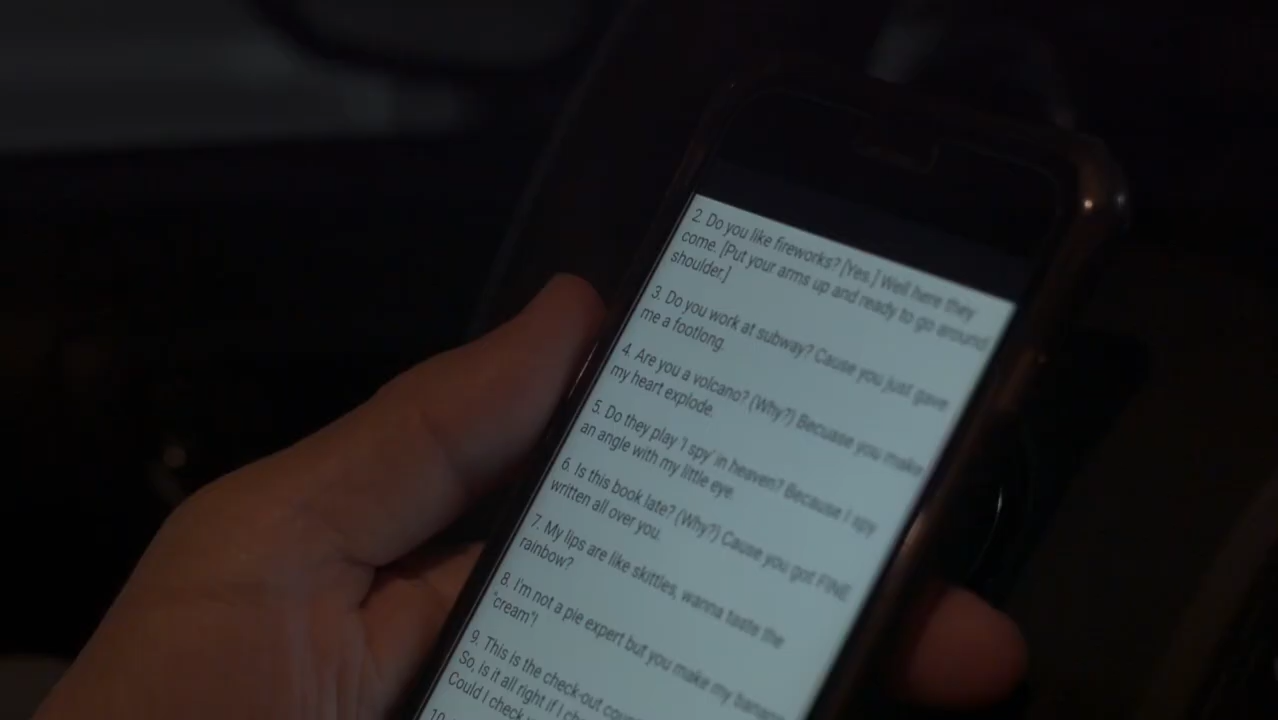 2. Do you like fireworks? [Yes.] Well here they
come. [Put your arms up and ready to go around
shoulder.]
3. Do you work at subway? Cause you just gave
me a footlong.
4. Are you a volcano? (Why?) Becuase you make
my heart explode.
5. Do they play 'I spy' in heaven? Because I spy
an angle with my little eye.
6. Is this book late? (Why?) Cause you got FINE
written all over you.
7. My lips are like skittles, wanna taste the
rainbow?
8. I'm not a pie expert but you make my
"cream"!
9. This is the check-out
So, is it all right if I
Could I check
10.